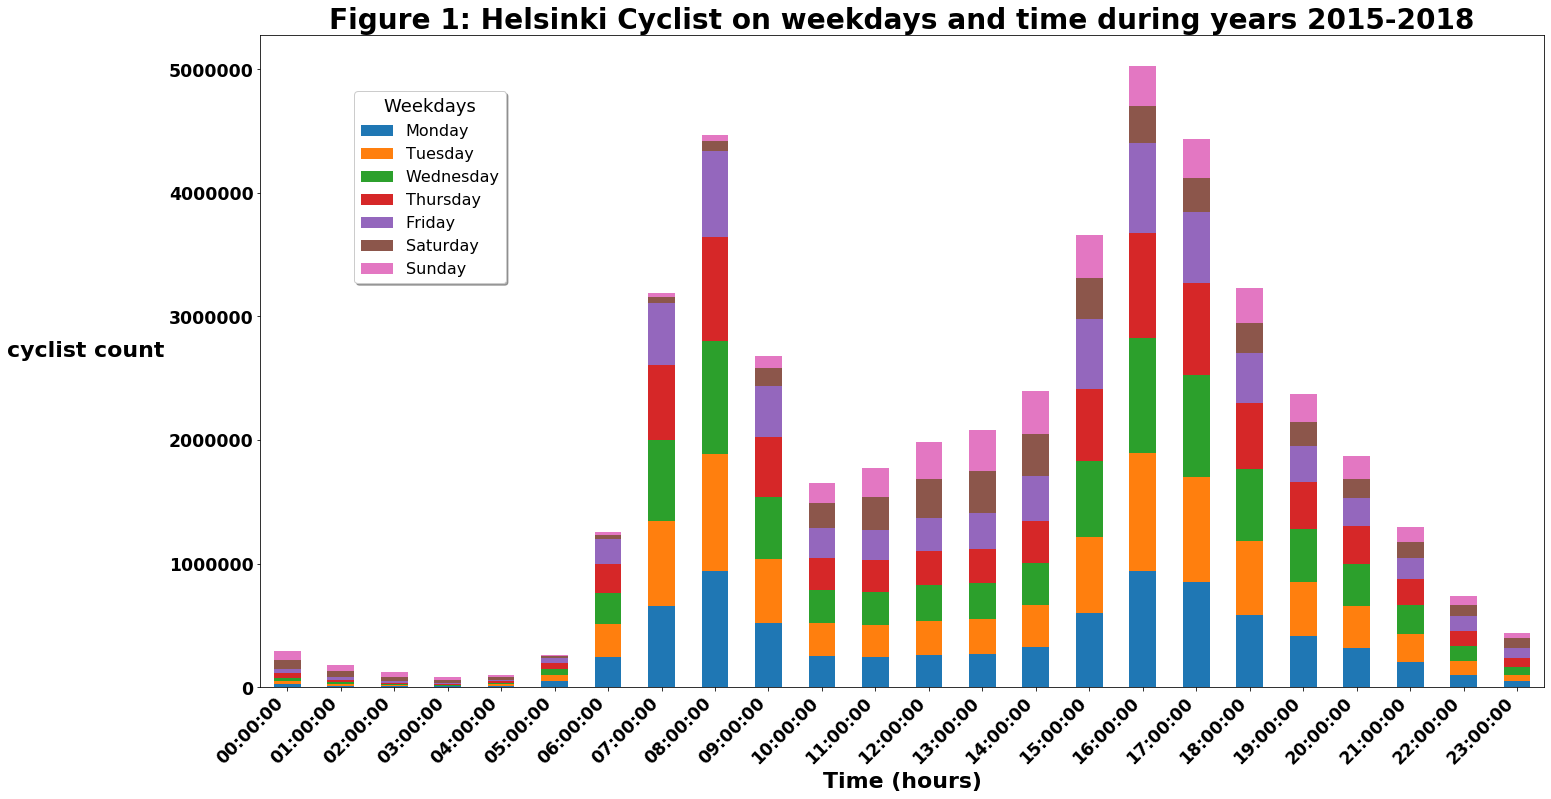 Figure 1: Helsinki Cyclist on weekdays and time during years 2015-2018
5000000
4000000
3000000
2000000
1000000
0
cyclist count
Weekdays
Monday
Tuesday
Wednesday
Thursday
Friday
Saturday
Sunday
00:00:00
01:00:00
02:00:00
03:00:00
04:00:00
05:00:00
06:00:00
07:00:00
08:00:00
09:00:00
10:00:00
11:00:00
12:00:00
13:00:00
14:00:00
15:00:00
16:00:00
17:00:00
18:00:00
19:00:00
20:00:00
21:00:00
22:00:00
23:00:00
Time (hours)